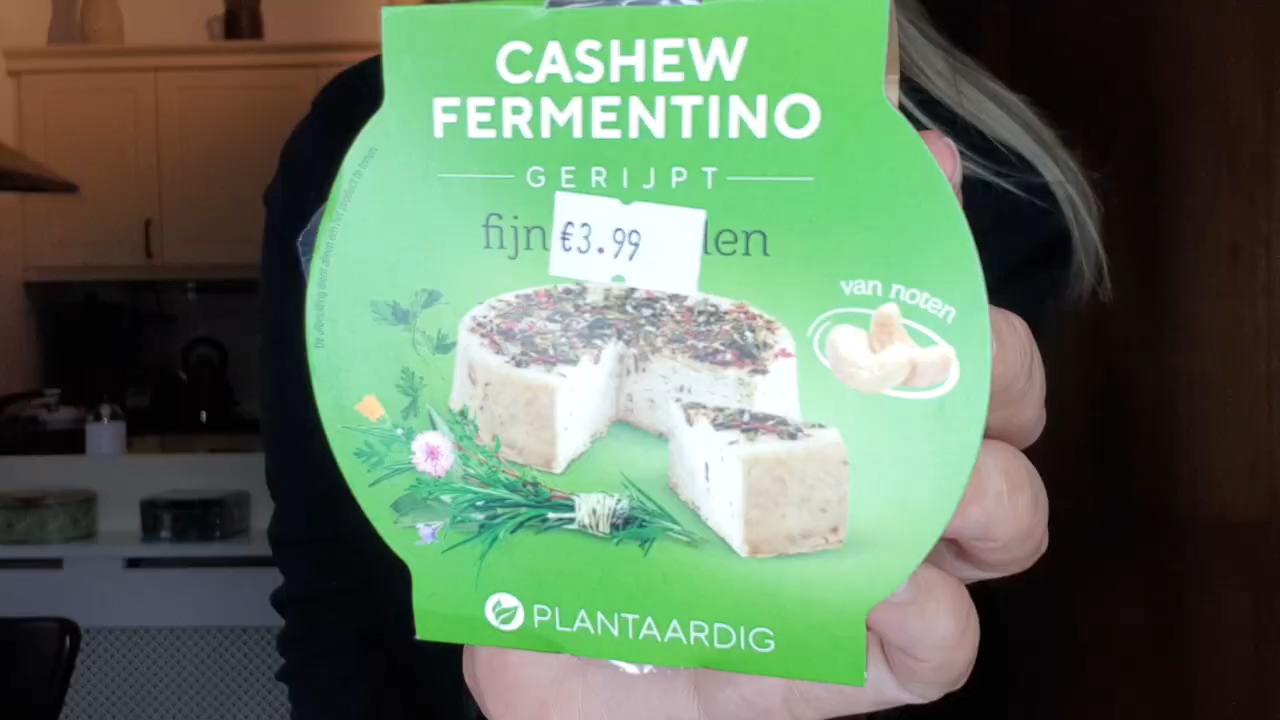 CASHEW
FERMENTINO
GERIJPT
fijn len
€3.99
van noten
PLANTAARDIG